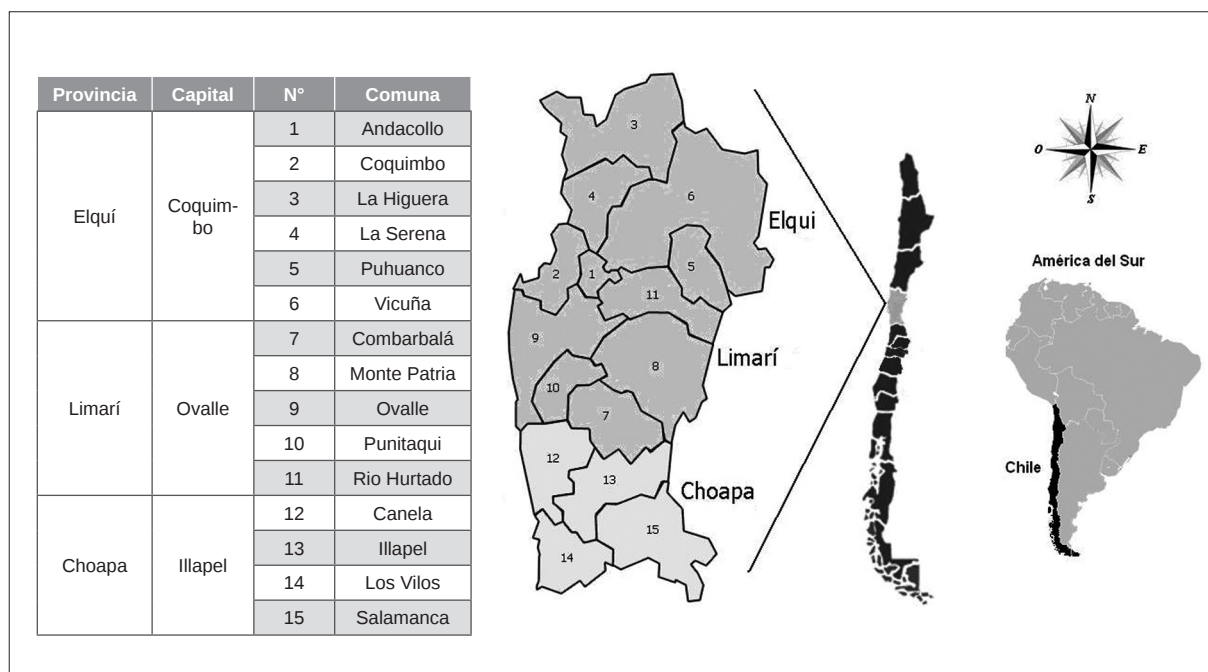 Provincia Capital N° Comuna
Elquí Coquim-
bo
1 Andacollo
2 Coquimbo
3 La Higuera
4 La Serena
5 Puhuanco
6 Vicuña
Limarí Ovalle
7 Combarbalá
8 Monte Patria
9 Ovalle
10 Punitaqui
11 Rio Hurtado
Choapa Illapel
12 Canela
13 Illapel
14 Los Vilos
15 Salamanca
3
4
6
Elqui
2
1
5
11
9
8
Limarí
10
7
12
13
Choapa
15
14
N
O E
S
América del Sur
Chile